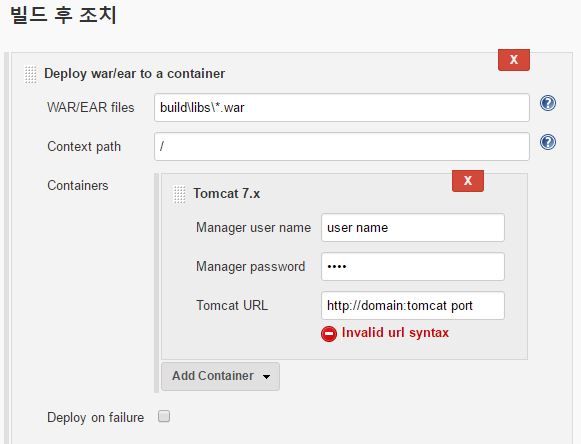 빌드 후 조치
X
Deploy war/ear to a container
WAR/EAR files build\libs\*.war ?
Context path / ?
Containers
X
Tomcat 7.x
Manager user name user name
Manager password ••••
Tomcat URL http://domain:tomcat port
Invalid url syntax
Add Container
Deploy on failure